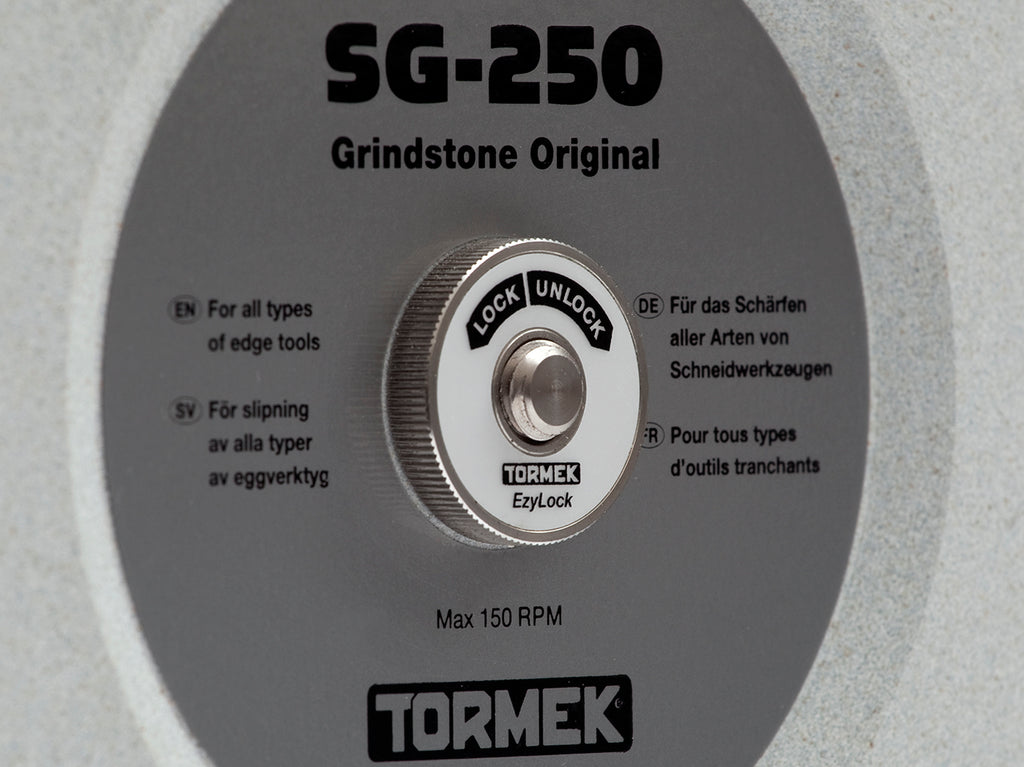 SG-250
Grindstone Original
LOCK UNLOCK
TORMEK
EzyLock
EN For all types
of edge tools
SV För slipning
av alla typer
av eggverktyg
DE Für das Schärfen
aller Arten von
Schneidwerkzeugen
FR Pour tous types
d'outils tranchants
Max 150 RPM
TORMEK